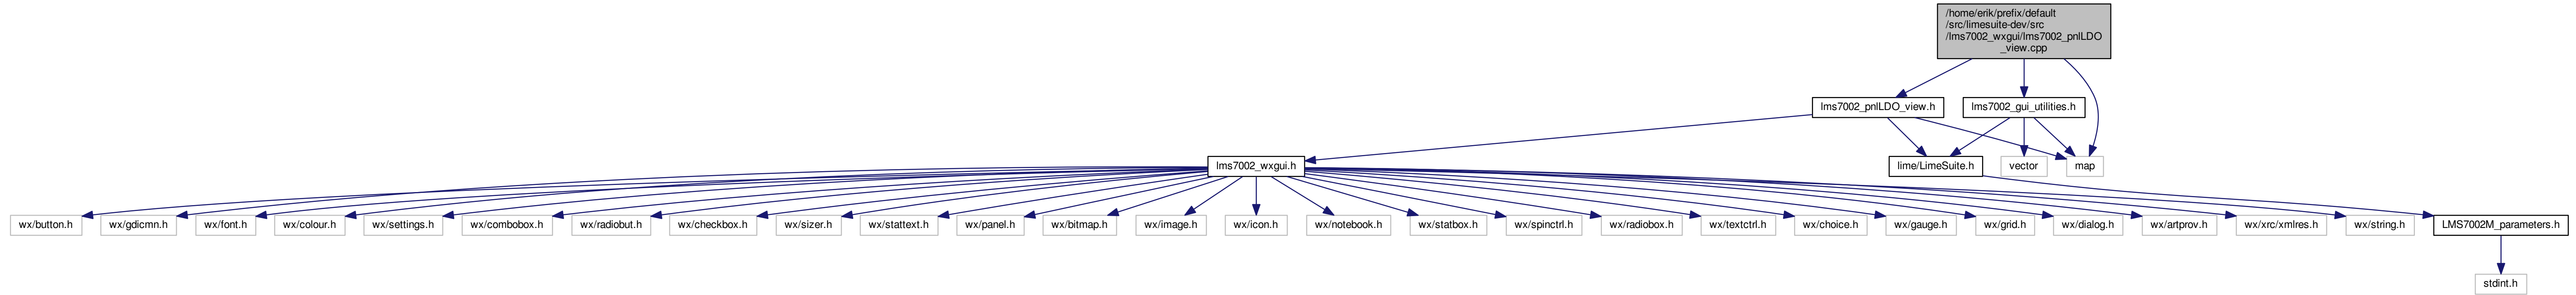 /home/erik/prefix/default
/src/limesuite-dev/src
/lms7002_wxgui/lms7002_pnlLDO
_view.cpp
lms7002_pnlLDO_view.h
lms7002_gui_utilities.h
lms7002_wxgui.h
lime/LimeSuite.h
vector
map
wx/button.h
wx/gdicmn.h
wx/font.h
wx/colour.h
wx/settings.h
wx/combobox.h
wx/radiobut.h
wx/checkbox.h
wx/sizer.h
wx/stattext.h
wx/panel.h
wx/bitmap.h
wx/image.h
wx/icon.h
wx/notebook.h
wx/statbox.h
wx/spinctrl.h
wx/radiobox.h
wx/textctrl.h
wx/choice.h
wx/gauge.h
wx/grid.h
wx/dialog.h
wx/artprov.h
wx/xrc/xmlres.h
wx/string.h
LMS7002M_parameters.h
stdint.h